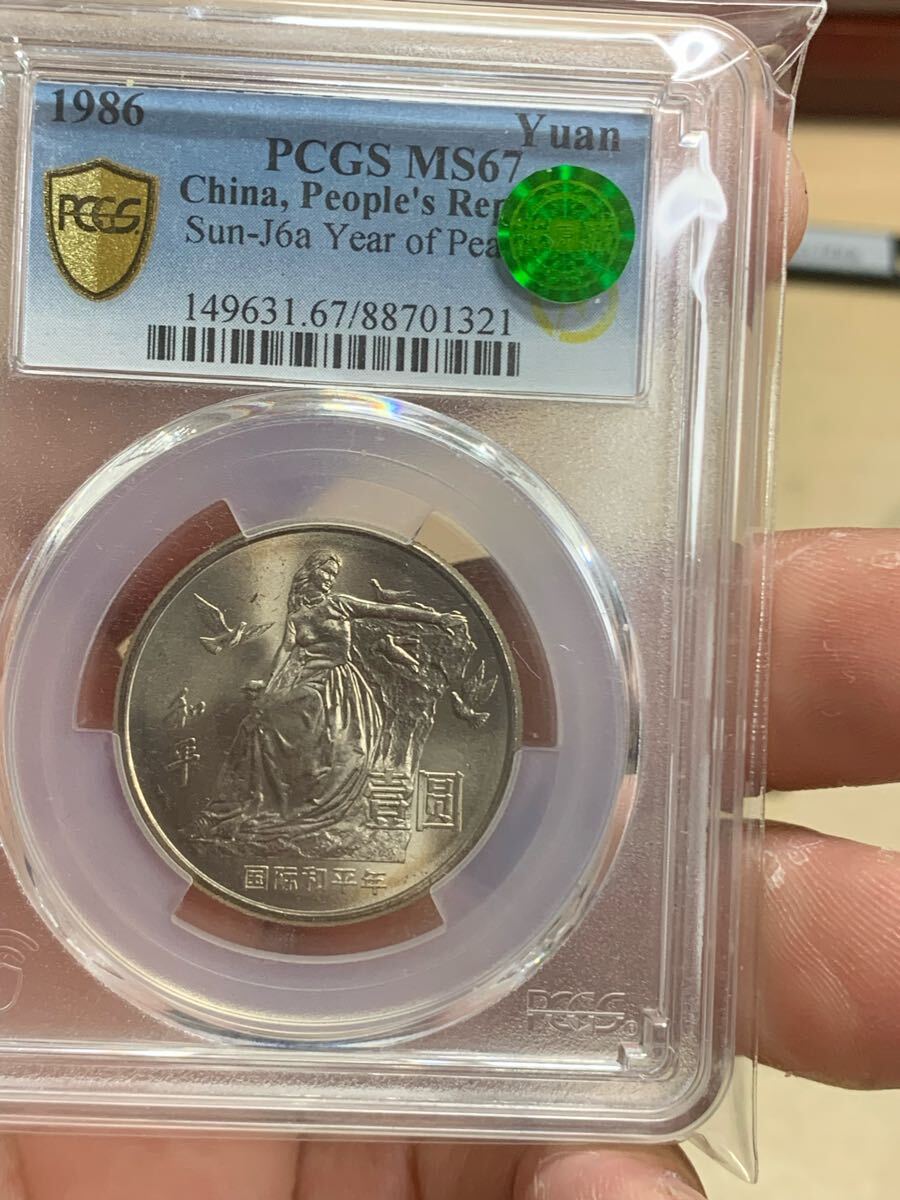 1986
Yuan
PCGS MS67
China, People's Rep
Sun-J6a Year of Pea
149631.67/88701321
PCGS
和平
壹圆
国际和平年
PCGS